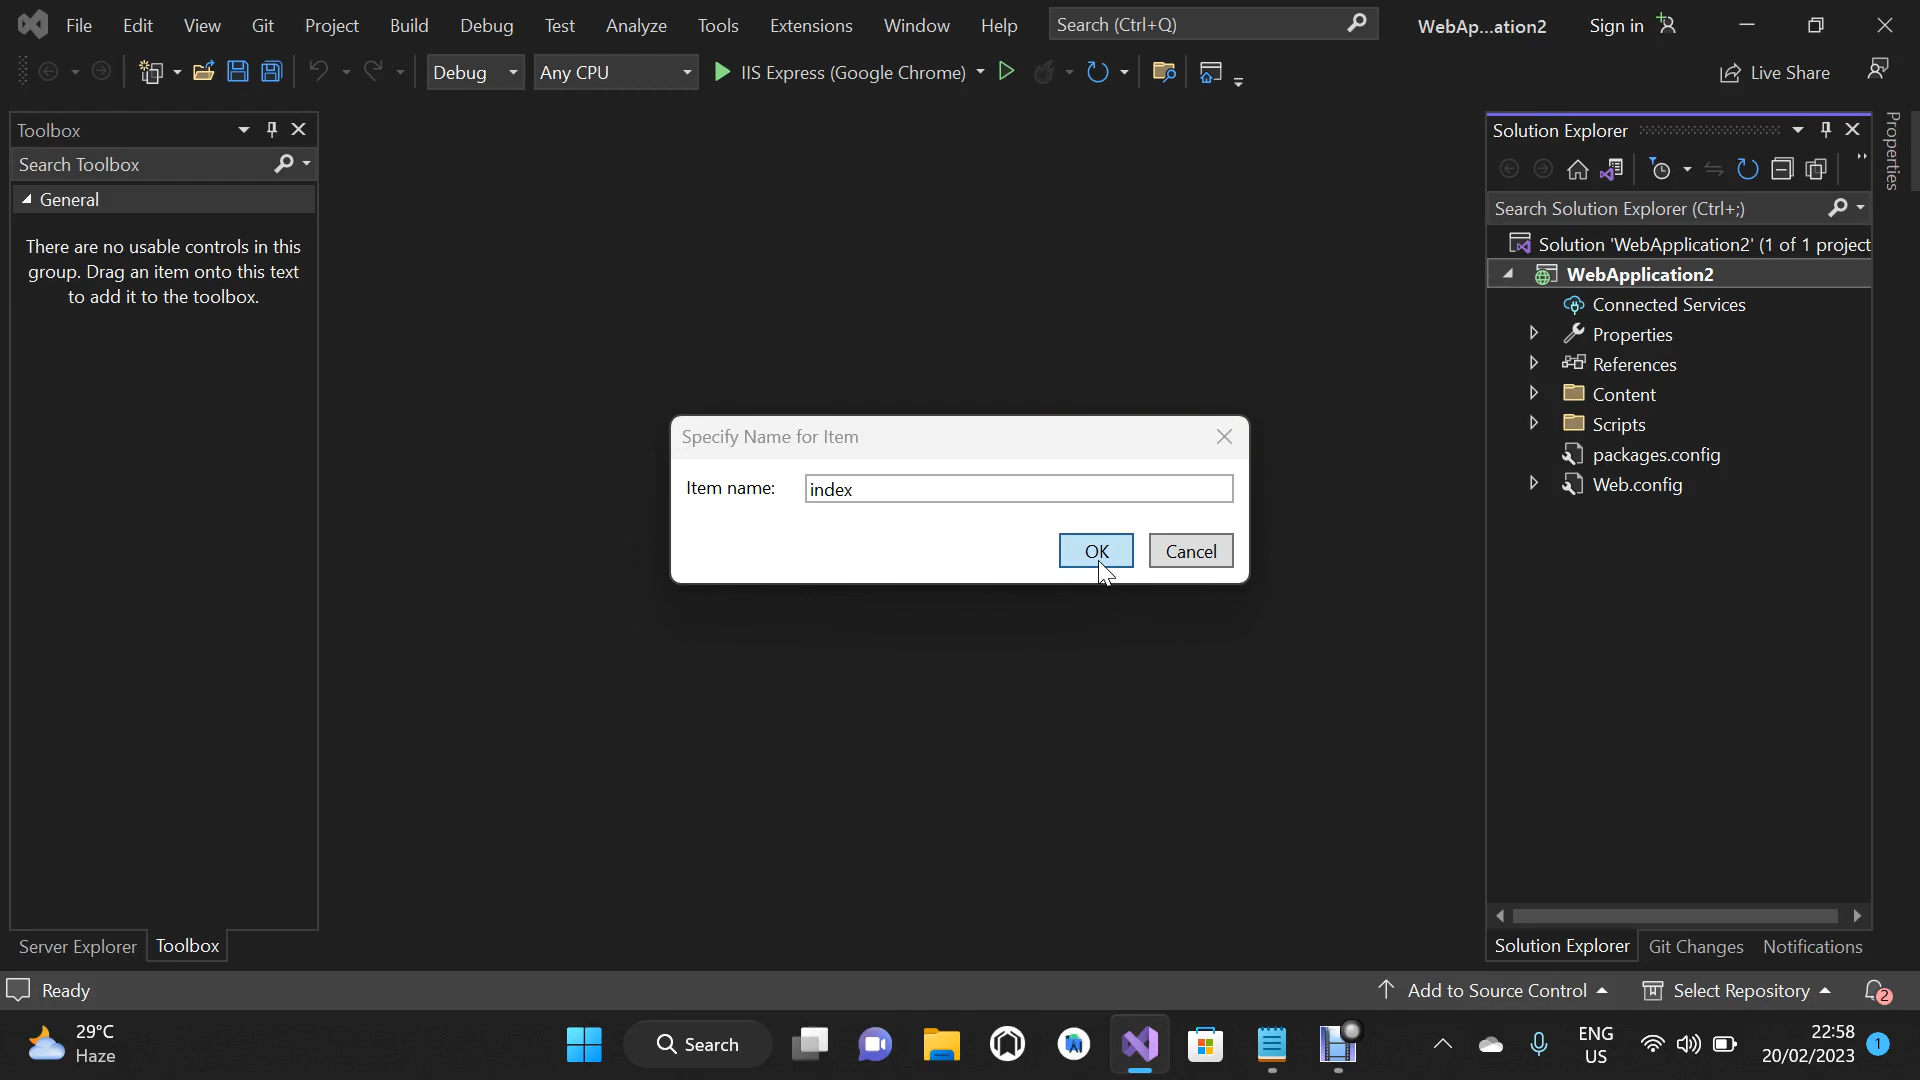 File Edit View Git Project Build Debug Test Analyze Tools Extensions Window Help Search (Ctrl+Q) WebAp...ation2 Sign in
Debug Any CPU IIS Express (Google Chrome) Live Share
Toolbox
Search Toolbox
General
There are no usable controls in this
group. Drag an item onto this text
to add it to the toolbox.
Server Explorer Toolbox
Specify Name for Item
Item name: index
OK Cancel
Solution Explorer
Search Solution Explorer (Ctrl+;)
Solution 'WebApplication2' (1 of 1 project
WebApplication2
Connected Services
Properties
References
Content
Scripts
packages.config
Web.config
Solution Explorer Git Changes Notifications
Properties
Ready Add to Source Control Select Repository 2
29°C
Haze
Search
ENG
US
22:58
20/02/2023
1